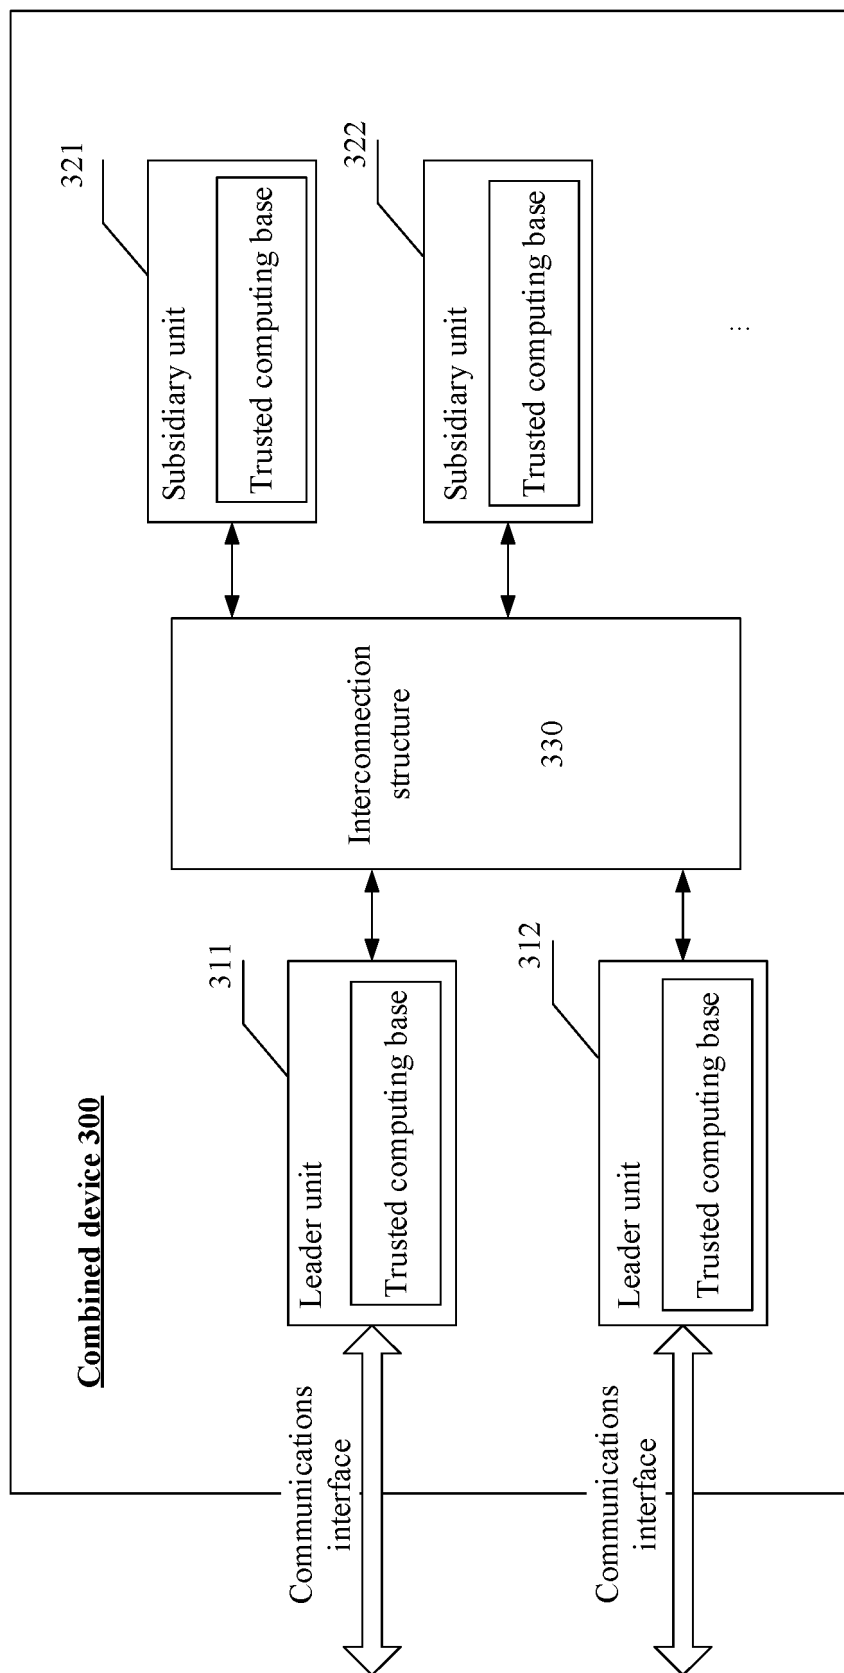 Combined device 300
Communications
interface
Leader unit
Trusted computing base
311
Communications
interface
Leader unit
Trusted computing base
312
Interconnection
structure
330
Subsidiary unit
Trusted computing base
321
Subsidiary unit
Trusted computing base
322
...